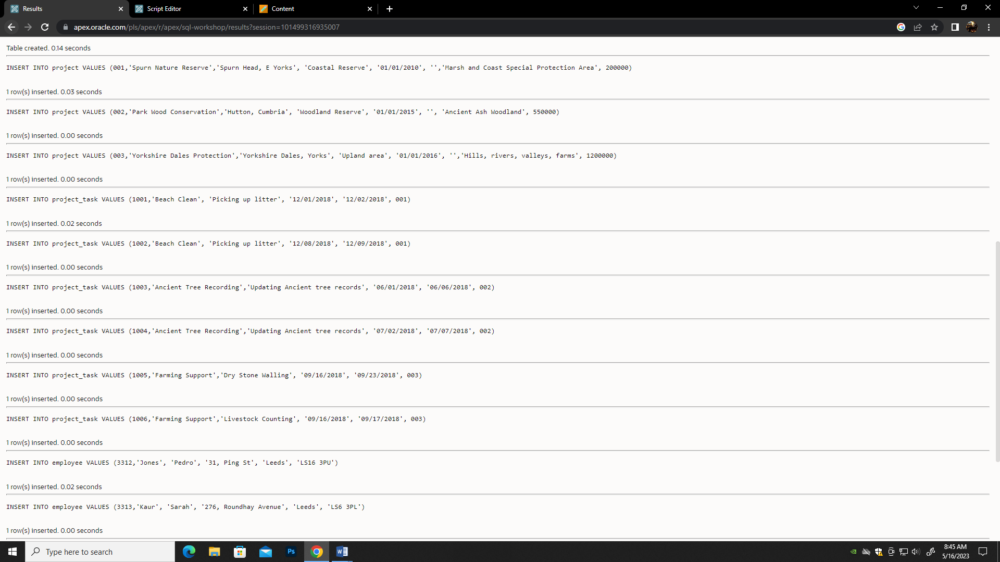 Results
Script Editor
Content
apex.oracle.com/pls/apex/r/apex/sql-workshop/results?session=101499316935007
Table created. 0.14 seconds
INSERT INTO project VALUES (001,'Spurn Nature Reserve','Spurn Head, E Yorks', 'Coastal Reserve', '01/01/2010', '','Marsh and Coast Special Protection Area', 200000)
1 row(s) inserted. 0.03 seconds
INSERT INTO project VALUES (002,'Park Wood Conservation','Hutton, Cumbria', 'Woodland Reserve', '01/01/2015', '', 'Ancient Ash Woodland', 550000)
1 row(s) inserted. 0.00 seconds
INSERT INTO project VALUES (003,'Yorkshire Dales Protection','Yorkshire Dales, Yorks', 'Upland area', '01/01/2016', '','Hills, rivers, valleys, farms', 1200000)
1 row(s) inserted. 0.00 seconds
INSERT INTO project_task VALUES (1001,'Beach Clean', 'Picking up litter', '12/01/2018', '12/02/2018', 001)
1 row(s) inserted. 0.02 seconds
INSERT INTO project_task VALUES (1002,'Beach Clean', 'Picking up litter', '12/08/2018', '12/09/2018', 001)
1 row(s) inserted. 0.00 seconds
INSERT INTO project_task VALUES (1003,'Ancient Tree Recording','Updating Ancient tree records', '06/01/2018', '06/06/2018', 002)
1 row(s) inserted. 0.00 seconds
INSERT INTO project_task VALUES (1004,'Ancient Tree Recording','Updating Ancient tree records', '07/02/2018', '07/07/2018', 002)
1 row(s) inserted. 0.00 seconds
INSERT INTO project_task VALUES (1005,'Farming Support','Dry Stone Walling', '09/16/2018', '09/23/2018', 003)
1 row(s) inserted. 0.00 seconds
INSERT INTO project_task VALUES (1006,'Farming Support','Livestock Counting', '09/16/2018', '09/17/2018', 003)
1 row(s) inserted. 0.00 seconds
INSERT INTO employee VALUES (3312,'Jones', 'Pedro', '31, Ping St', 'Leeds', 'LS16 3PU')
1 row(s) inserted. 0.02 seconds
INSERT INTO employee VALUES (3313,'Kaur', 'Sarah', '276, Roundhay Avenue', 'Leeds', 'LS6 3PL')
1 row(s) inserted. 0.00 seconds
Type here to search
Ps
W
8:45 AM
5/16/2023